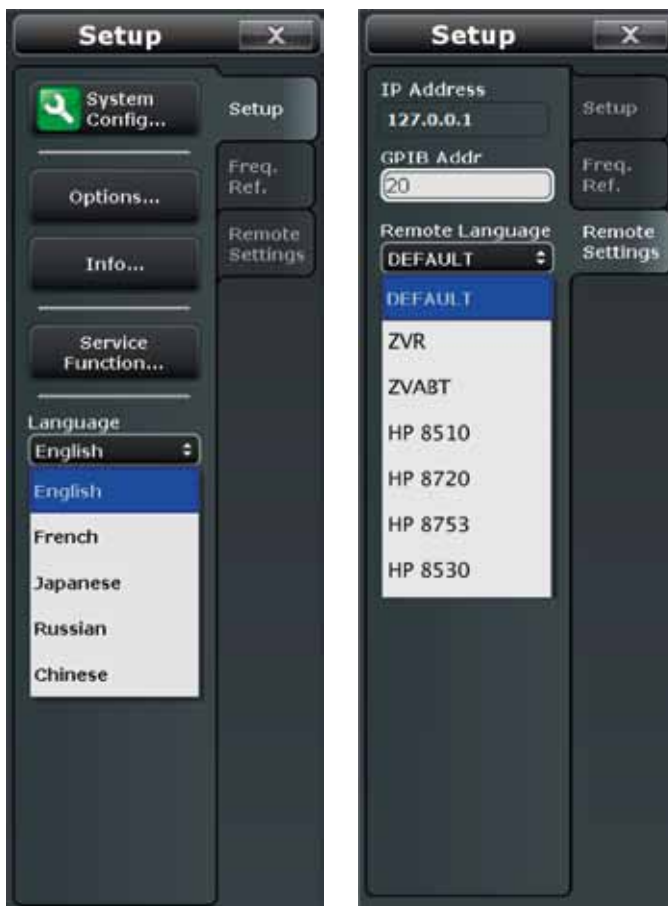 Setup
X
System
Config...
Options...
Info...
Service
Function...
Language
English
English
French
Japanese
Russian
Chinese
Setup
Freq.
Ref.
Remote
Settings
Setup
X
IP Address
127.0.0.1
GPIB Addr
20
Remote Language
DEFAULT
DEFAULT
ZVR
ZVABT
HP 8510
HP 8720
HP 8753
HP 8530
Setup
Freq.
Ref.
Remote
Settings